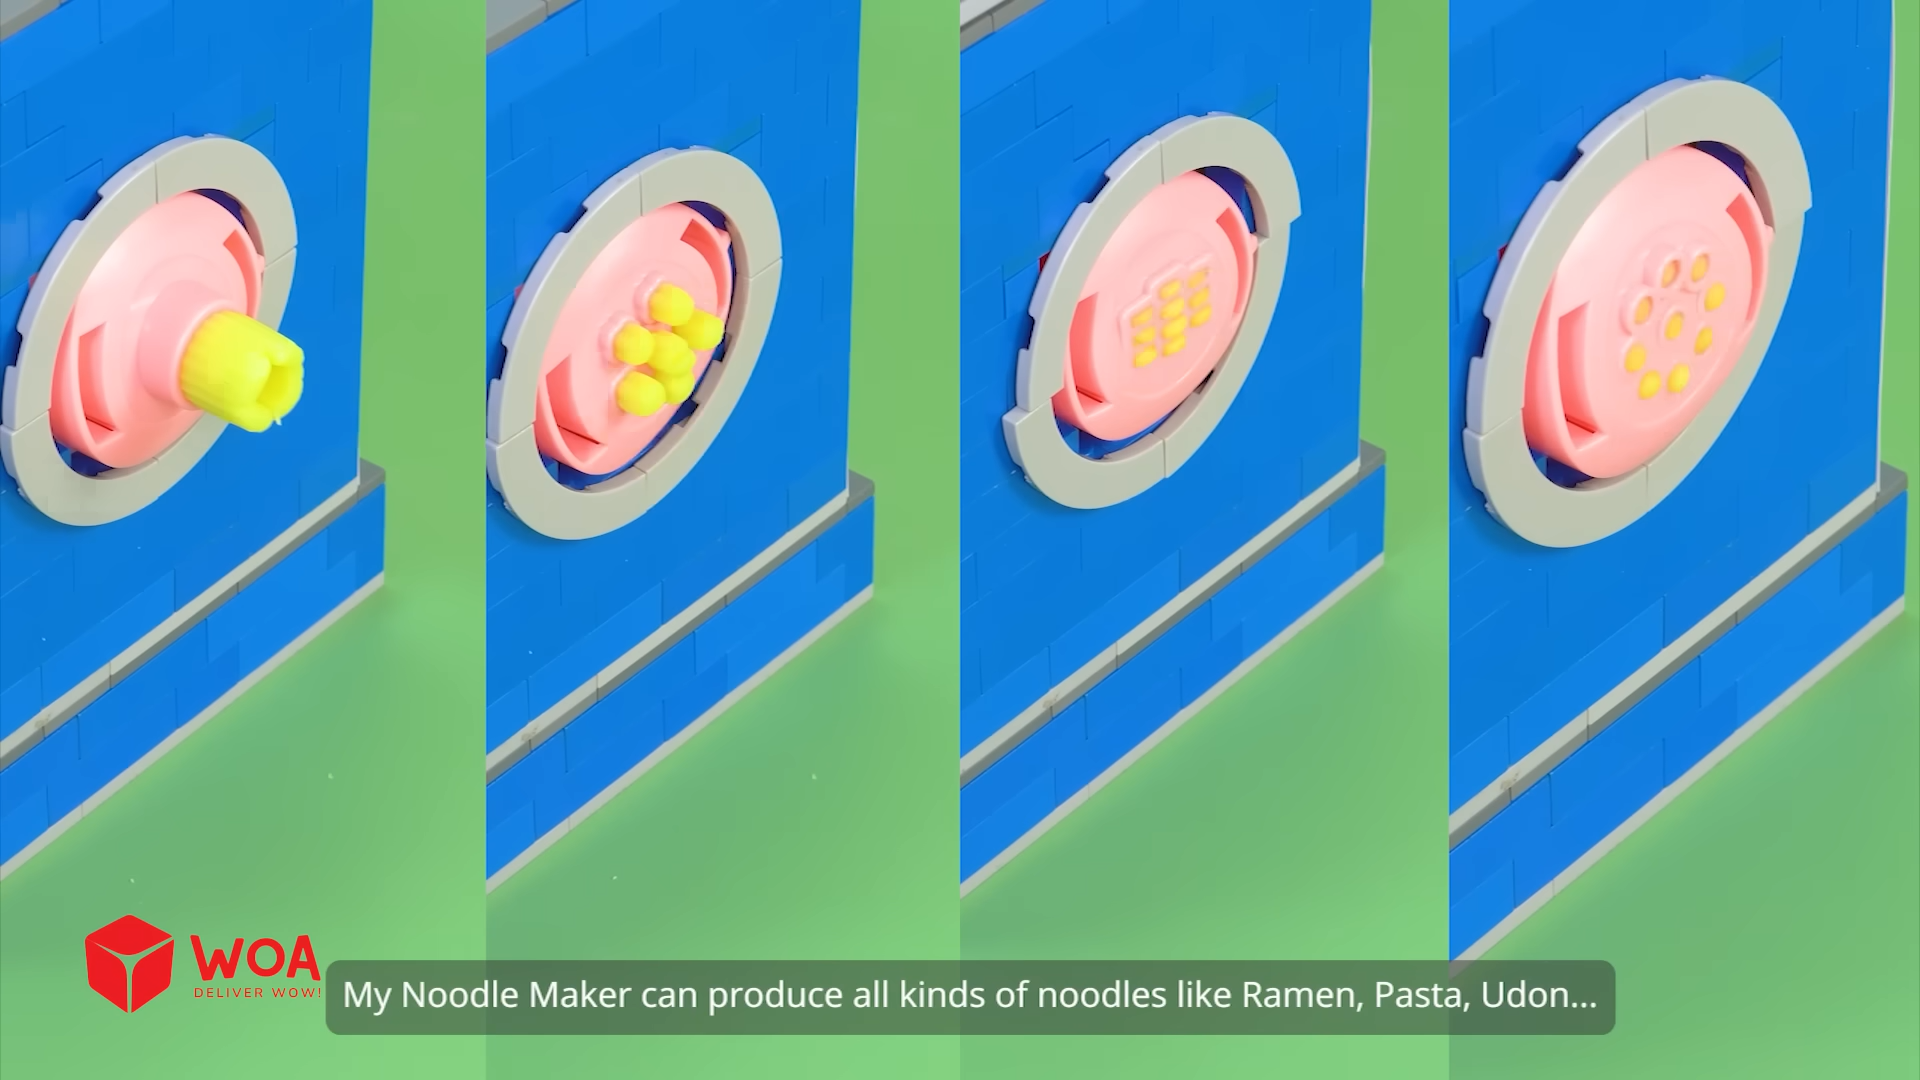 WOA
DELIVER WOW!
My Noodle Maker can produce all kinds of noodles like Ramen, Pasta, Udon...